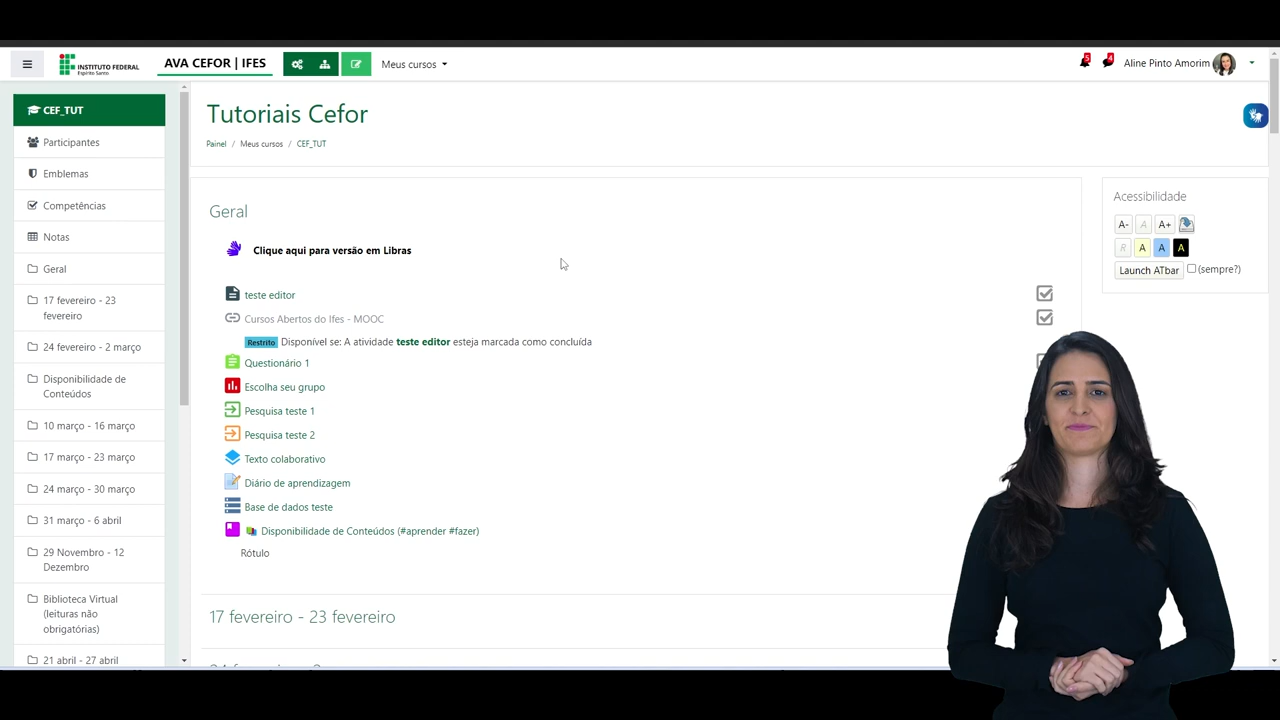 INSTITUTO FEDERAL
Espírito Santo
AVA CEFOR | IFES
Meus cursos
5
4
Aline Pinto Amorim
CEF_TUT
Participantes
Emblemas
Competências
Notas
Geral
17 fevereiro - 23
fevereiro
24 fevereiro - 2 março
Disponibilidade de
Conteúdos
10 março - 16 março
17 março - 23 março
24 março - 30 março
31 março - 6 abril
29 Novembro - 12
Dezembro
Biblioteca Virtual
(leituras não
obrigatórias)
21 abril - 27 abril
Tutoriais Cefor
Painel / Meus cursos / CEF_TUT
Geral
Clique aqui para versão em Libras
teste editor
Cursos Abertos do Ifes - MOOC
Restrito Disponível se: A atividade teste editor esteja marcada como concluída
Questionário 1
Escolha seu grupo
Pesquisa teste 1
Pesquisa teste 2
Texto colaborativo
Diário de aprendizagem
Base de dados teste
Disponibilidade de Conteúdos (#aprender #fazer)
Rótulo
17 fevereiro - 23 fevereiro
Acessibilidade
A- A A+
R A A A
Launch ATbar (sempre?)